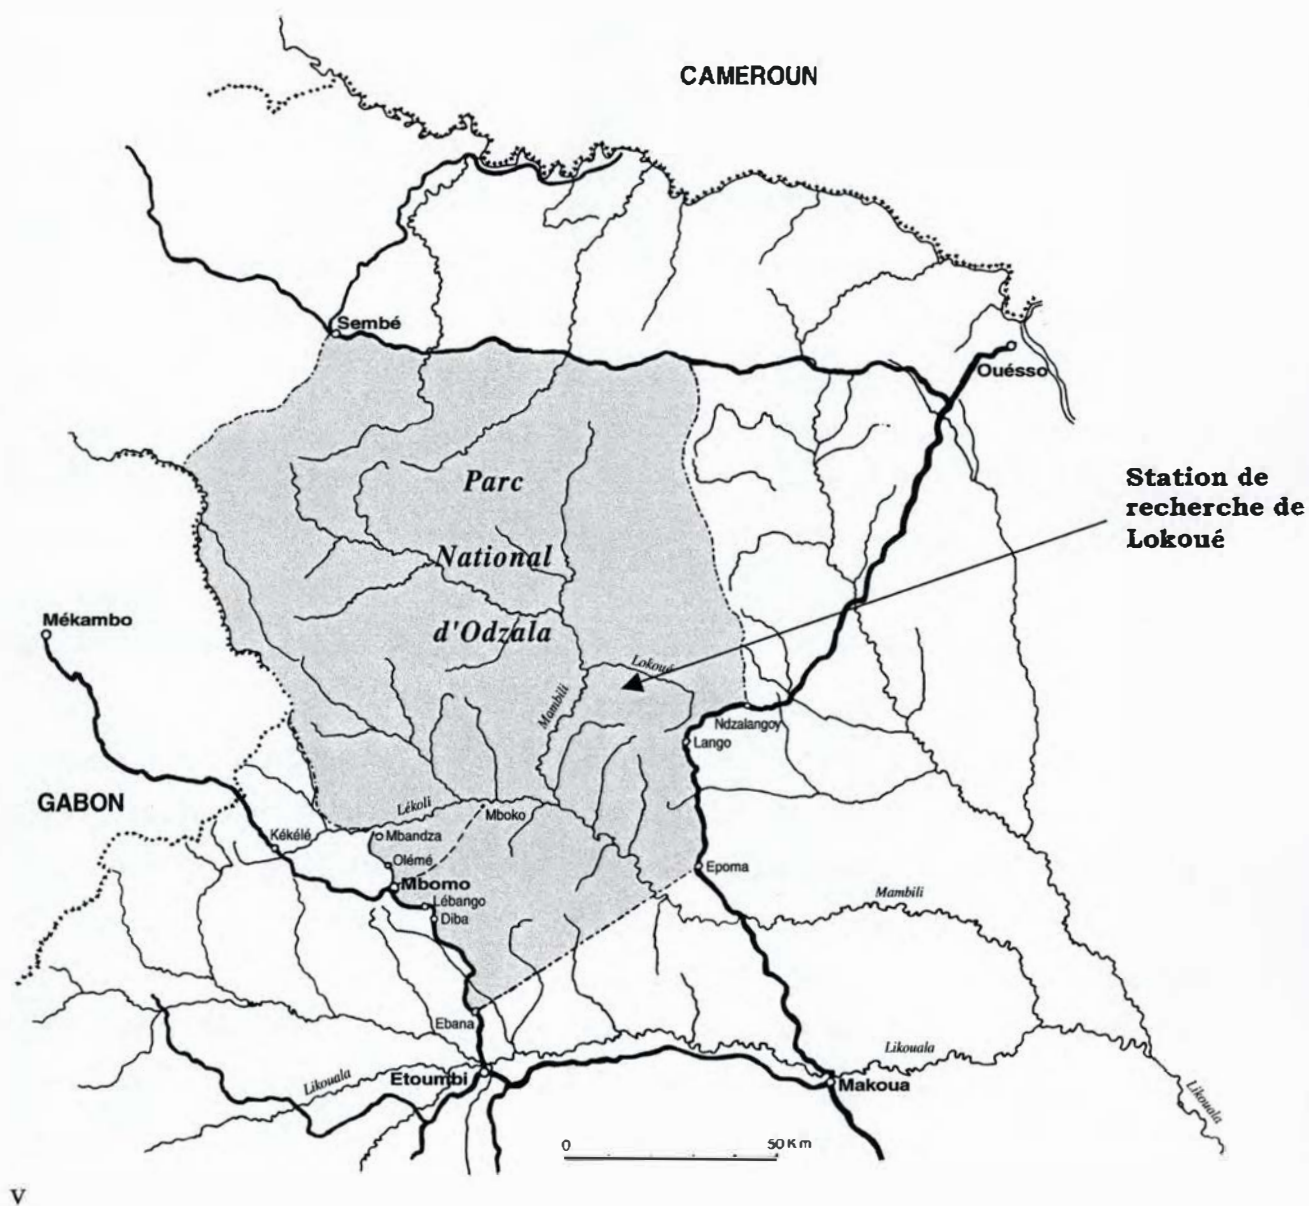 CAMEROUN
Sembé
Ouésso
Parc
National
d'Odzala
Station de
recherche de
Lokoué
Mékambo
Lokoué
Mambili
Ndzalangoy
Lango
GABON
Lékoli
Mboko
Kékélé
Mbandza
Olémé
Mbomo
Lébango
Diba
Epoma
Mambili
Ebana
Likouala
Etoumbi
Likouala
Makoua
Likouala
0 50 Km
V